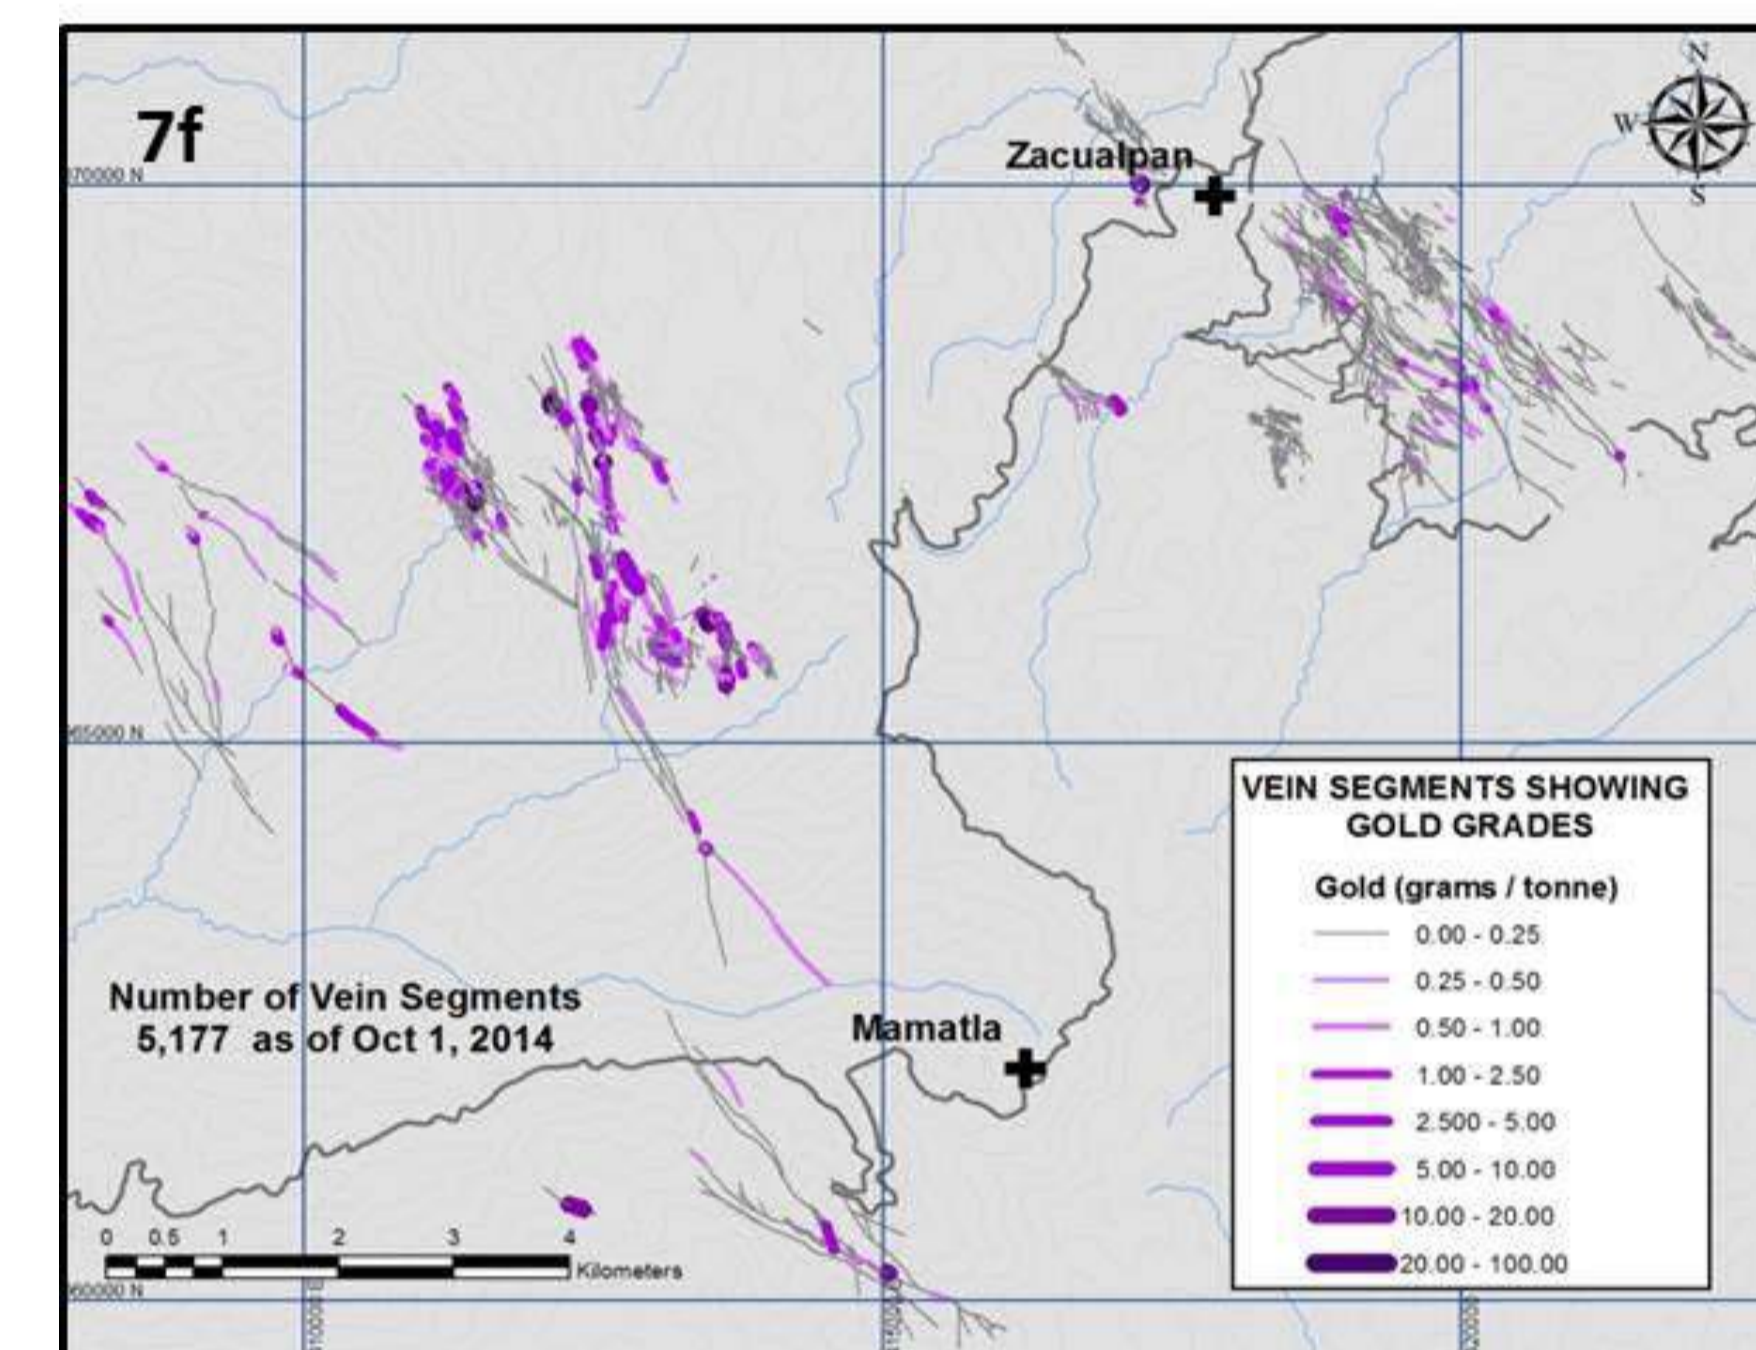 7f
N
W
S
Zacualpan
70000 N
65000 N
60000 N
VEIN SEGMENTS SHOWING
GOLD GRADES
Gold (grams / tonne)
0.00 - 0.25
0.25 - 0.50
0.50 - 1.00
1.00 - 2.50
2.500 - 5.00
5.00 - 10.00
10.00 - 20.00
20.00 - 100.00
Number of Vein Segments
5,177 as of Oct 1, 2014
Mamatla
0 0.5 1 2 3 4
Kilometers